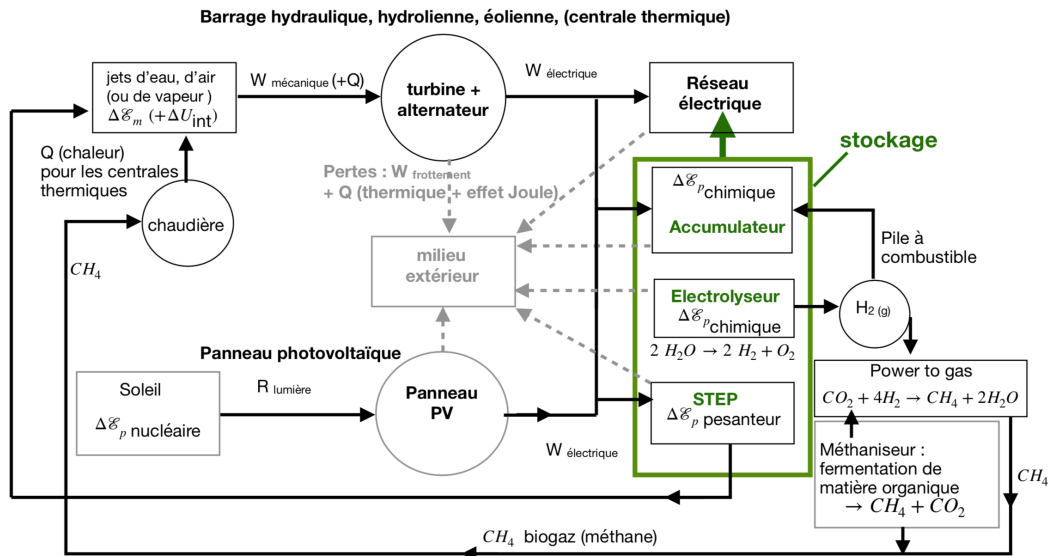 Barrage hydraulique, hydrolienne, éolienne, (centrale thermique)
jets d'eau, d'air
(ou de vapeur )
Δℰm (+ΔUint)
W mécanique (+Q)
turbine +
alternateur
W électrique
Réseau
électrique
stockage
Q (chaleur)
pour les centrales
thermiques
Pertes : W frottement
+ Q (thermique + effet Joule)
Δℰp chimique
Accumulateur
chaudière
CH4
milieu
extérieur
Pile à
combustible
Electrolyseur
Δℰp chimique
2 H2O → 2 H2 + O2
H2 (g)
Panneau photovoltaïque
Soleil
Δℰp nucléaire
R lumière
Panneau
PV
W électrique
STEP
Δℰp pesanteur
Power to gas
CO2 + 4H2 → CH4 + 2H2O
Méthaniseur :
fermentation de
matière organique
→ CH4 + CO2
CH4
CH4 biogaz (méthane)